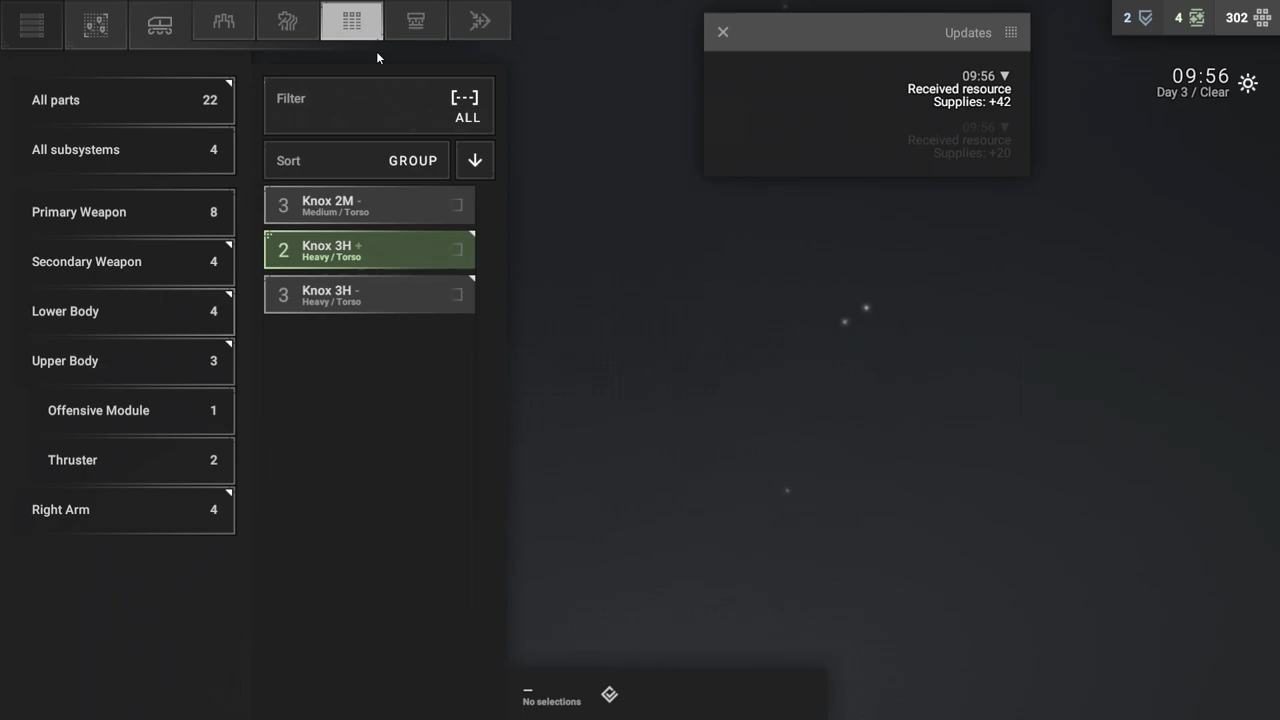 2
4
302
Updates
09:56 ▼
Received resource
Supplies: +42
09:56 ▼
Received resource
Supplies: +20
09:56
Day 3 / Clear
All parts 22
All subsystems 4
Primary Weapon 8
Secondary Weapon 4
Lower Body 4
Upper Body 3
Offensive Module 1
Thruster 2
Right Arm 4
Filter [---]
ALL
Sort GROUP
3 Knox 2M -
Medium / Torso
2 Knox 3H +
Heavy / Torso
3 Knox 3H -
Heavy / Torso
–
No selections